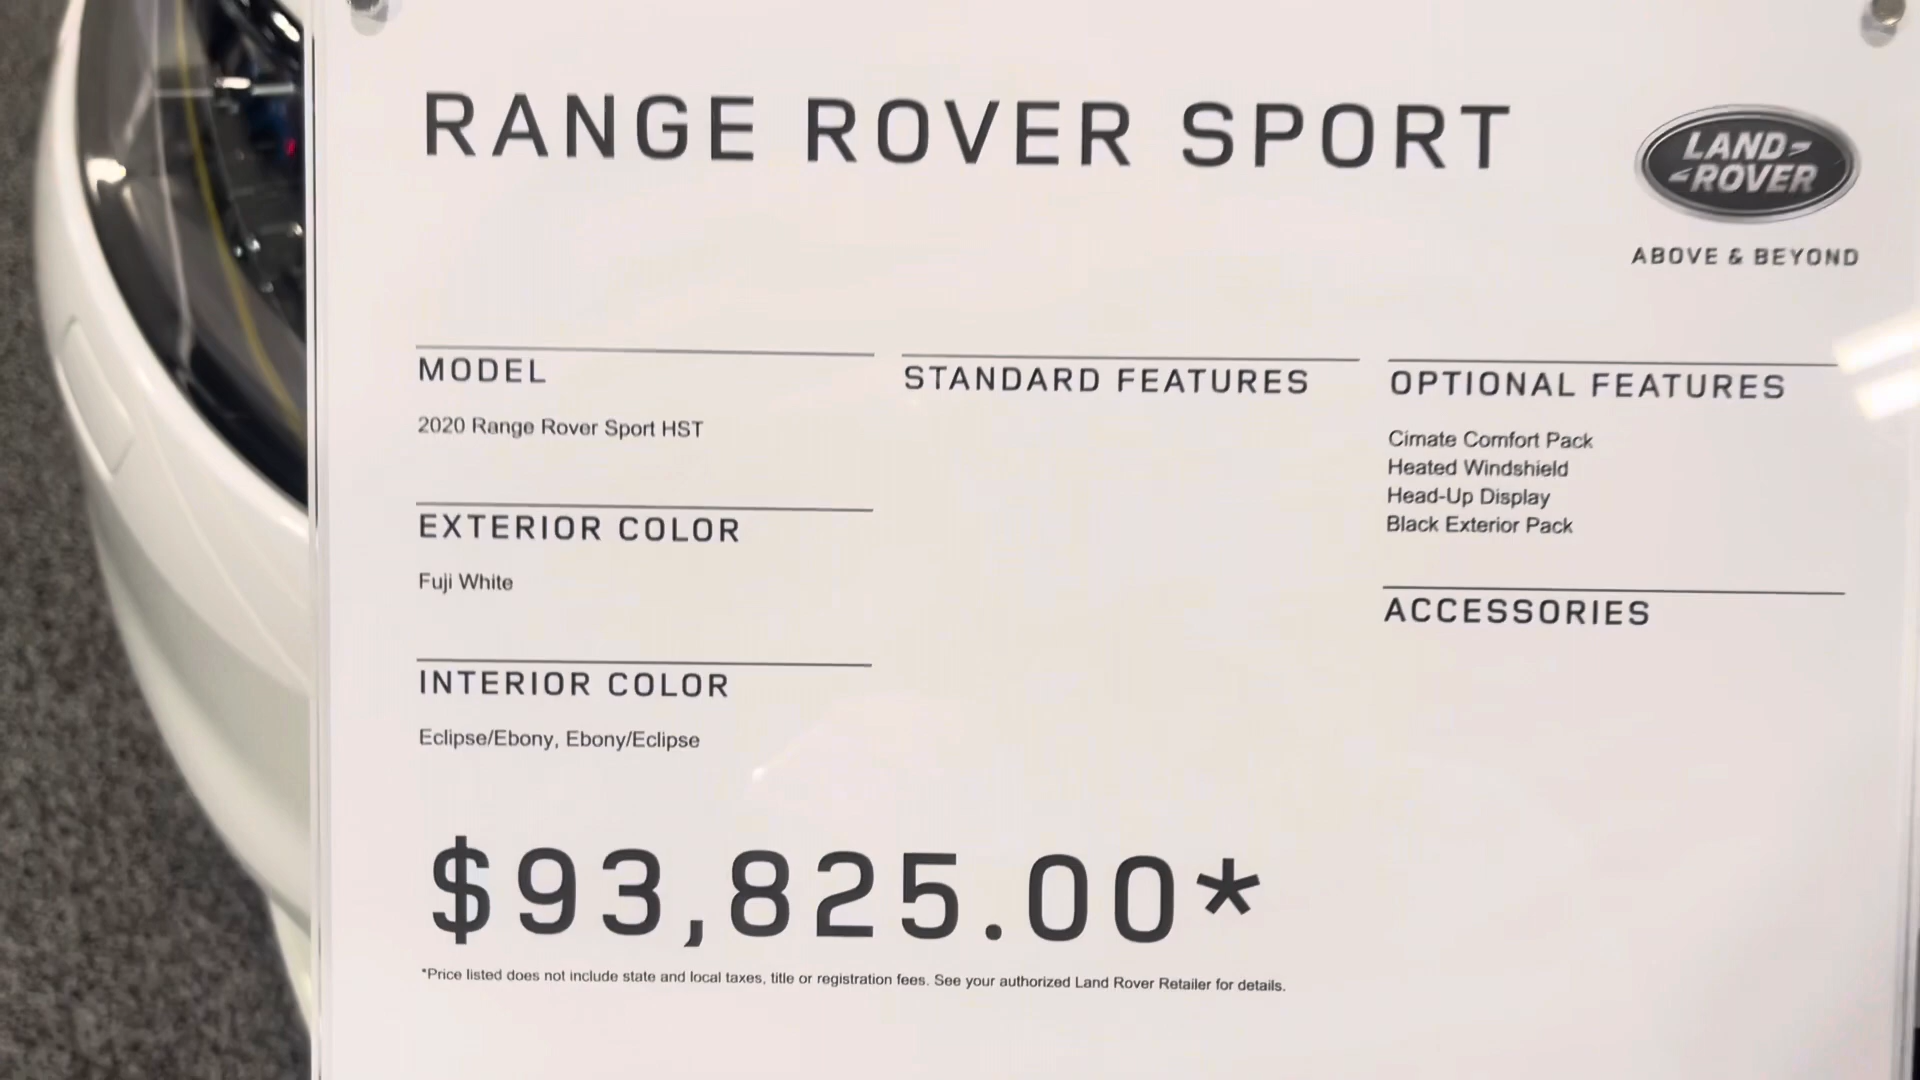 RANGE ROVER SPORT
LAND
ROVER
ABOVE & BEYOND
MODEL
2020 Range Rover Sport HST
EXTERIOR COLOR
Fuji White
INTERIOR COLOR
Eclipse/Ebony, Ebony/Eclipse
STANDARD FEATURES
OPTIONAL FEATURES
Cimate Comfort Pack
Heated Windshield
Head-Up Display
Black Exterior Pack
ACCESSORIES
$93,825.00*
*Price listed does not include state and local taxes, title or registration fees. See your authorized Land Rover Retailer for details.